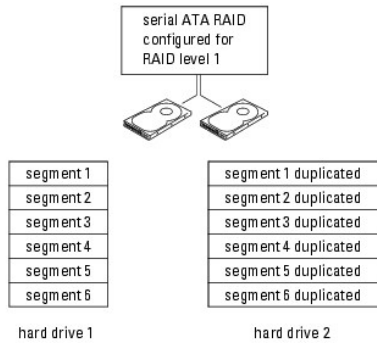 serial ATA RAID
configured for
RAID level 1
segment 1
segment 2
segment 3
segment 4
segment 5
segment 6
hard drive 1
segment 1 duplicated
segment 2 duplicated
segment 3 duplicated
segment 4 duplicated
segment 5 duplicated
segment 6 duplicated
hard drive 2